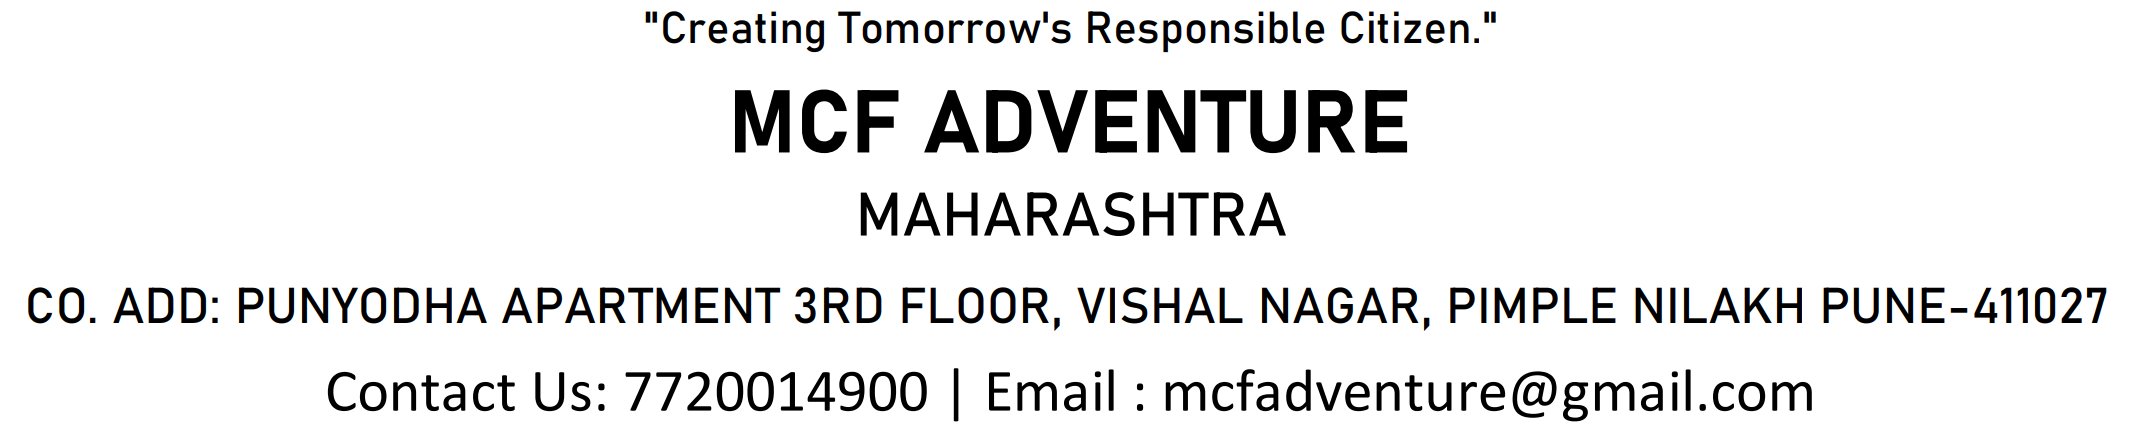 "Creating Tomorrow's Responsible Citizen."
MCF ADVENTURE
MAHARASHTRA
CO. ADD: PUNYODHA APARTMENT 3RD FLOOR, VISHAL NAGAR, PIMPLE NILAKH PUNE-411027
Contact Us: 7720014900 | Email : mcfadventure@gmail.com